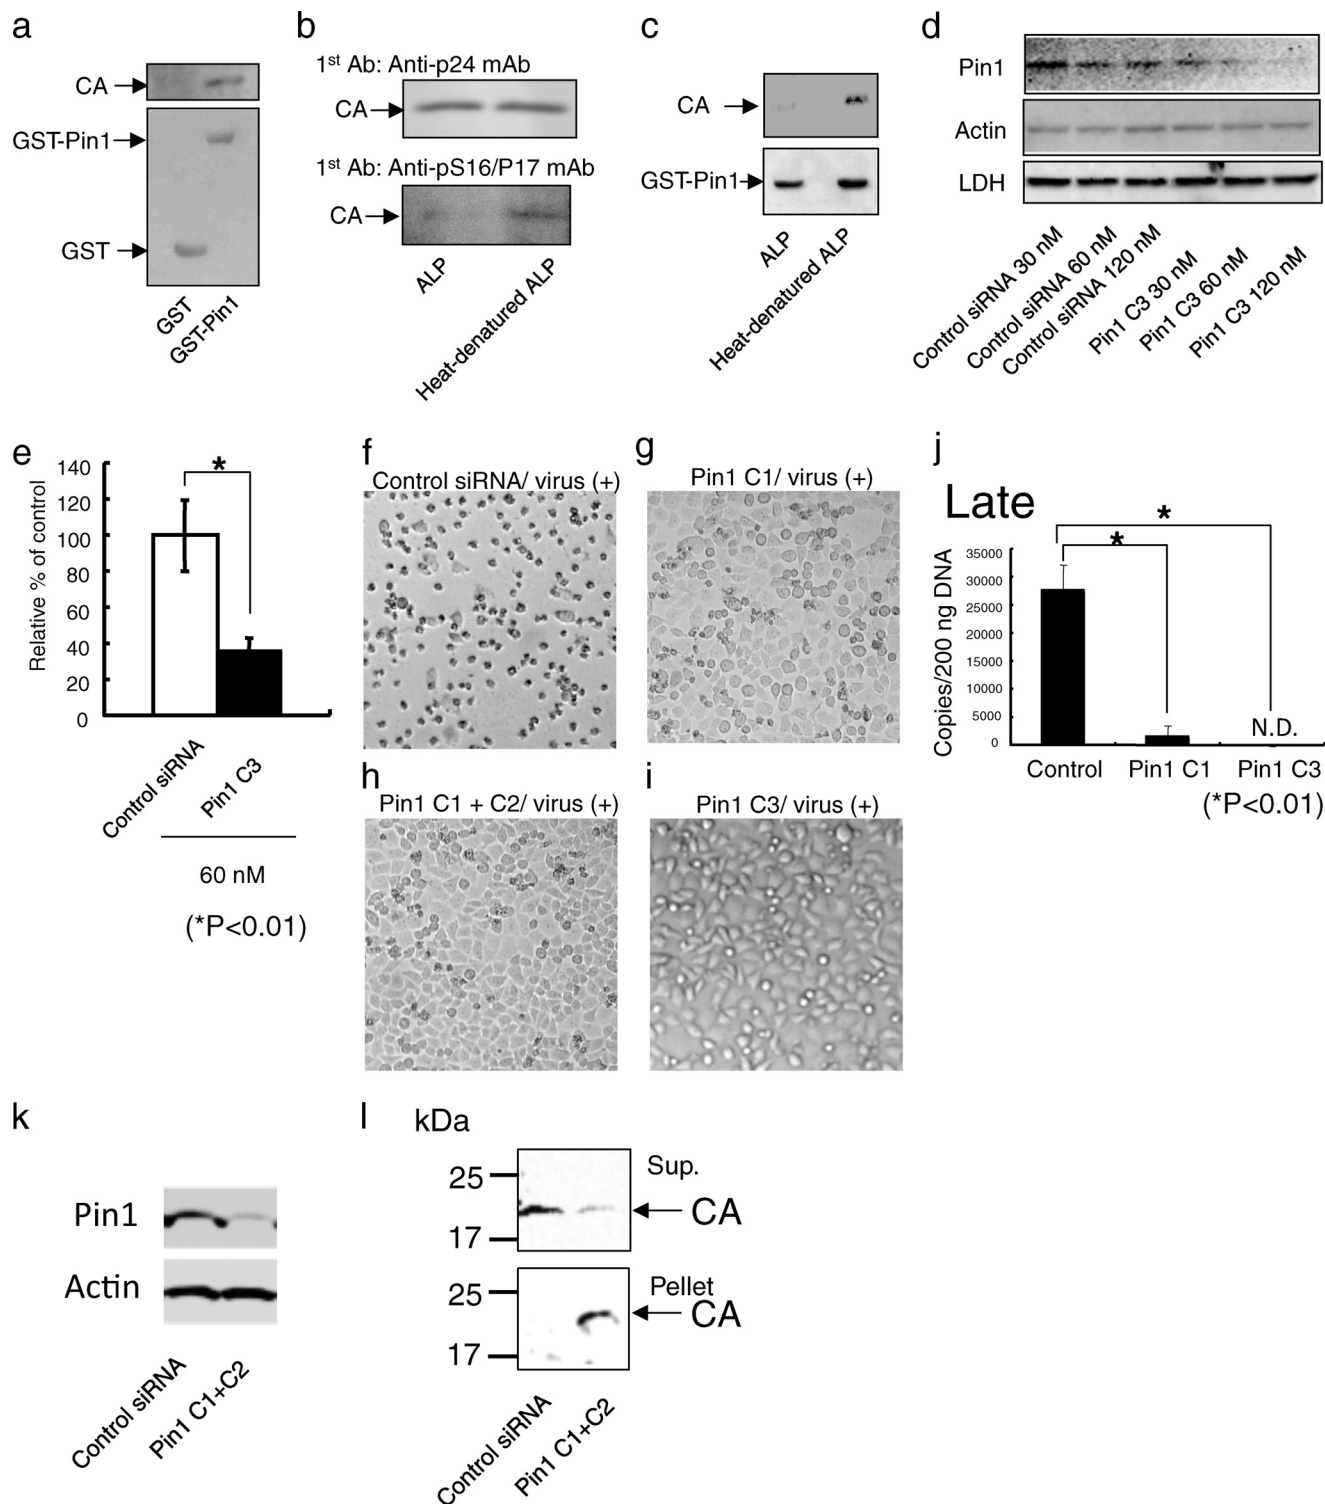 a
CA
GST-Pin1
GST
GST
GST-Pin1
b
1st Ab: Anti-p24 mAb
CA
1st Ab: Anti-pS16/P17 mAb
CA
ALP
Heat-denatured ALP
c
CA
GST-Pin1
ALP
Heat-denatured ALP
d
Pin1
Actin
LDH
Control siRNA 30 nM
Control siRNA 60 nM
Control siRNA 120 nM
Pin1 C3 30 nM
Pin1 C3 60 nM
Pin1 C3 120 nM
e
Relative % of control
140
120
100
80
60
40
20
0
*
Control siRNA
Pin1 C3
60 nM
(*P<0.01)
f
Control siRNA/ virus (+)
g
Pin1 C1/ virus (+)
h
Pin1 C1 + C2/ virus (+)
i
Pin1 C3/ virus (+)
j
Late
*
*
Copies/200 ng DNA
35000
30000
25000
20000
15000
10000
5000
0
N.D.
Control
Pin1 C1
Pin1 C3
(*P<0.01)
k
Pin1
Actin
Control siRNA
Pin1 C1+C2
l
kDa
25
17
Sup.
CA
25
17
Pellet
CA
Control siRNA
Pin1 C1+C2